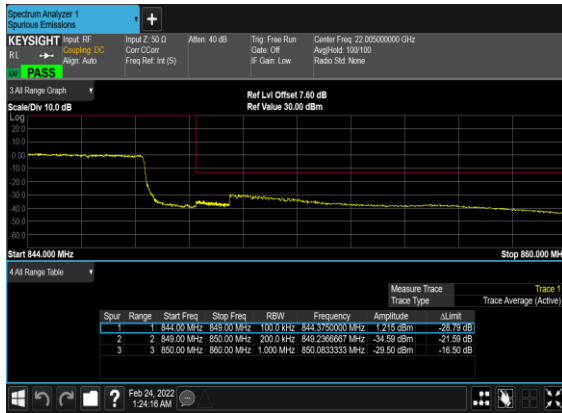 Spectrum Analyzer 1
Spurious Emissions
KEYSIGHT Input: RF Input Z: 50 Ω Atten: 40 dB Trig: Free Run Center Freq: 22.005000000 GHz
RL Coupling: DC Corr CCorr Gate: Off Avg|Hold: 100/100
Align: Auto Freq Ref: Int (S) IF Gain: Low Radio Std: None
LXI PASS
3 All Range Graph
Ref Lvl Offset 7.60 dB
Scale/Div 10.0 dB Ref Value 30.00 dBm
Log
20.0
10.0
0.00
-10.0
-20.0
-30.0
-40.0
-50.0
-60.0
Start 844.000 MHz Stop 860.000 MH
4 All Range Table
Measure Trace Trace 1
Trace Type Trace Average (Active)
Spur Range Start Freq Stop Freq RBW Frequency Amplitude ΔLimit
1 1 844.00 MHz 849.00 MHz 100.0 kHz 844.3750000 MHz 1.215 dBm -28.79 dB
2 2 849.00 MHz 850.00 MHz 200.0 kHz 849.2366667 MHz -34.59 dBm -21.59 dB
3 3 850.00 MHz 860.00 MHz 1.000 MHz 850.0833333 MHz -29.50 dBm -16.50 dB
? Feb 24, 2022
1:24:16 AM